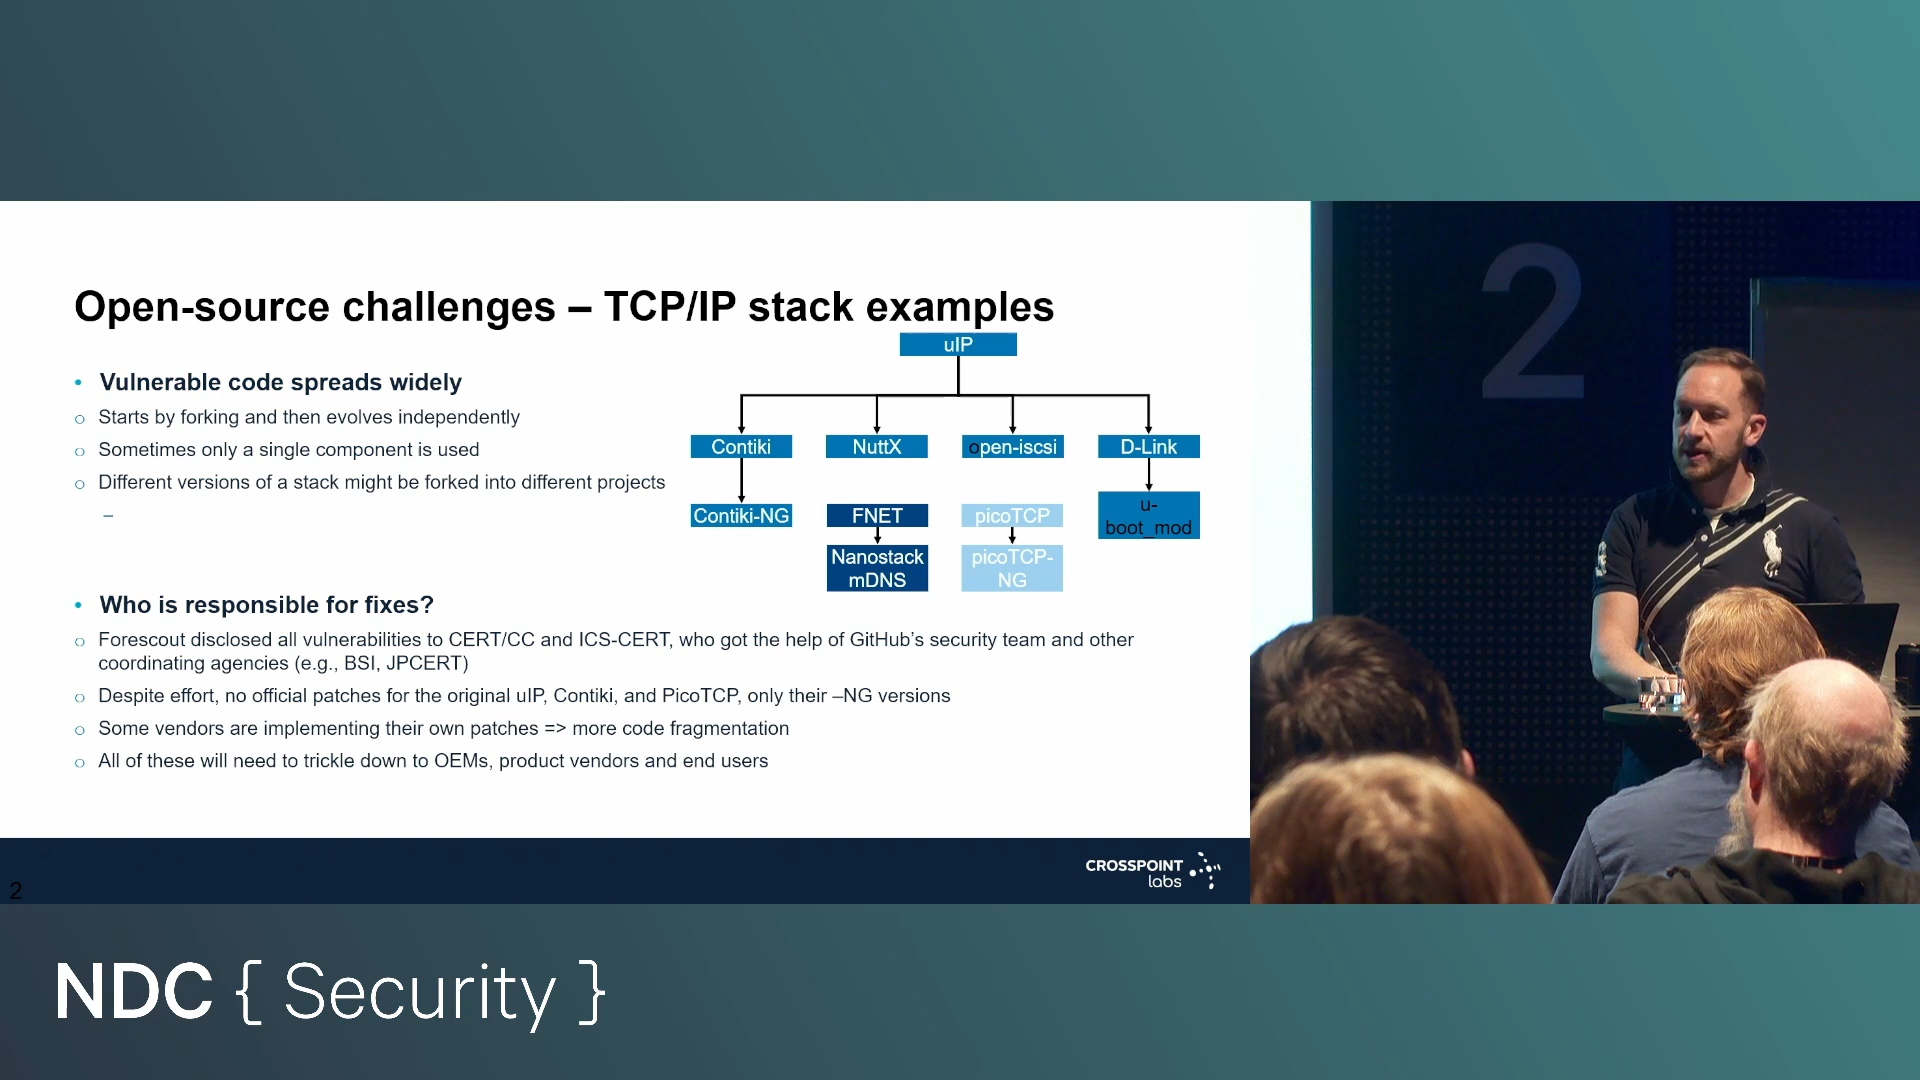 2
Open-source challenges – TCP/IP stack examples
uIP
• Vulnerable code spreads widely
o Starts by forking and then evolves independently
o Sometimes only a single component is used
o Different versions of a stack might be forked into different projects
–
Contiki
NuttX
open-iscsi
D-Link
Contiki-NG
FNET
picoTCP
u-
boot_mod
Nanostack
mDNS
picoTCP-
NG
• Who is responsible for fixes?
o Forescout disclosed all vulnerabilities to CERT/CC and ICS-CERT, who got the help of GitHub’s security team and other
coordinating agencies (e.g., BSI, JPCERT)
o Despite effort, no official patches for the original uIP, Contiki, and PicoTCP, only their –NG versions
o Some vendors are implementing their own patches => more code fragmentation
o All of these will need to trickle down to OEMs, product vendors and end users
CROSSPOINT
labs
2
NDC { Security }